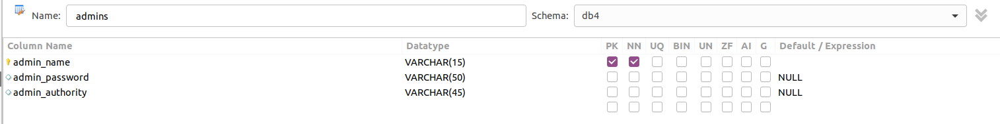 Name: admins Schema: db4
Column Name Datatype PK NN UQ BIN UN ZF AI G Default / Expression
admin_name VARCHAR(15)
admin_password VARCHAR(50) NULL
admin_authority VARCHAR(45) NULL